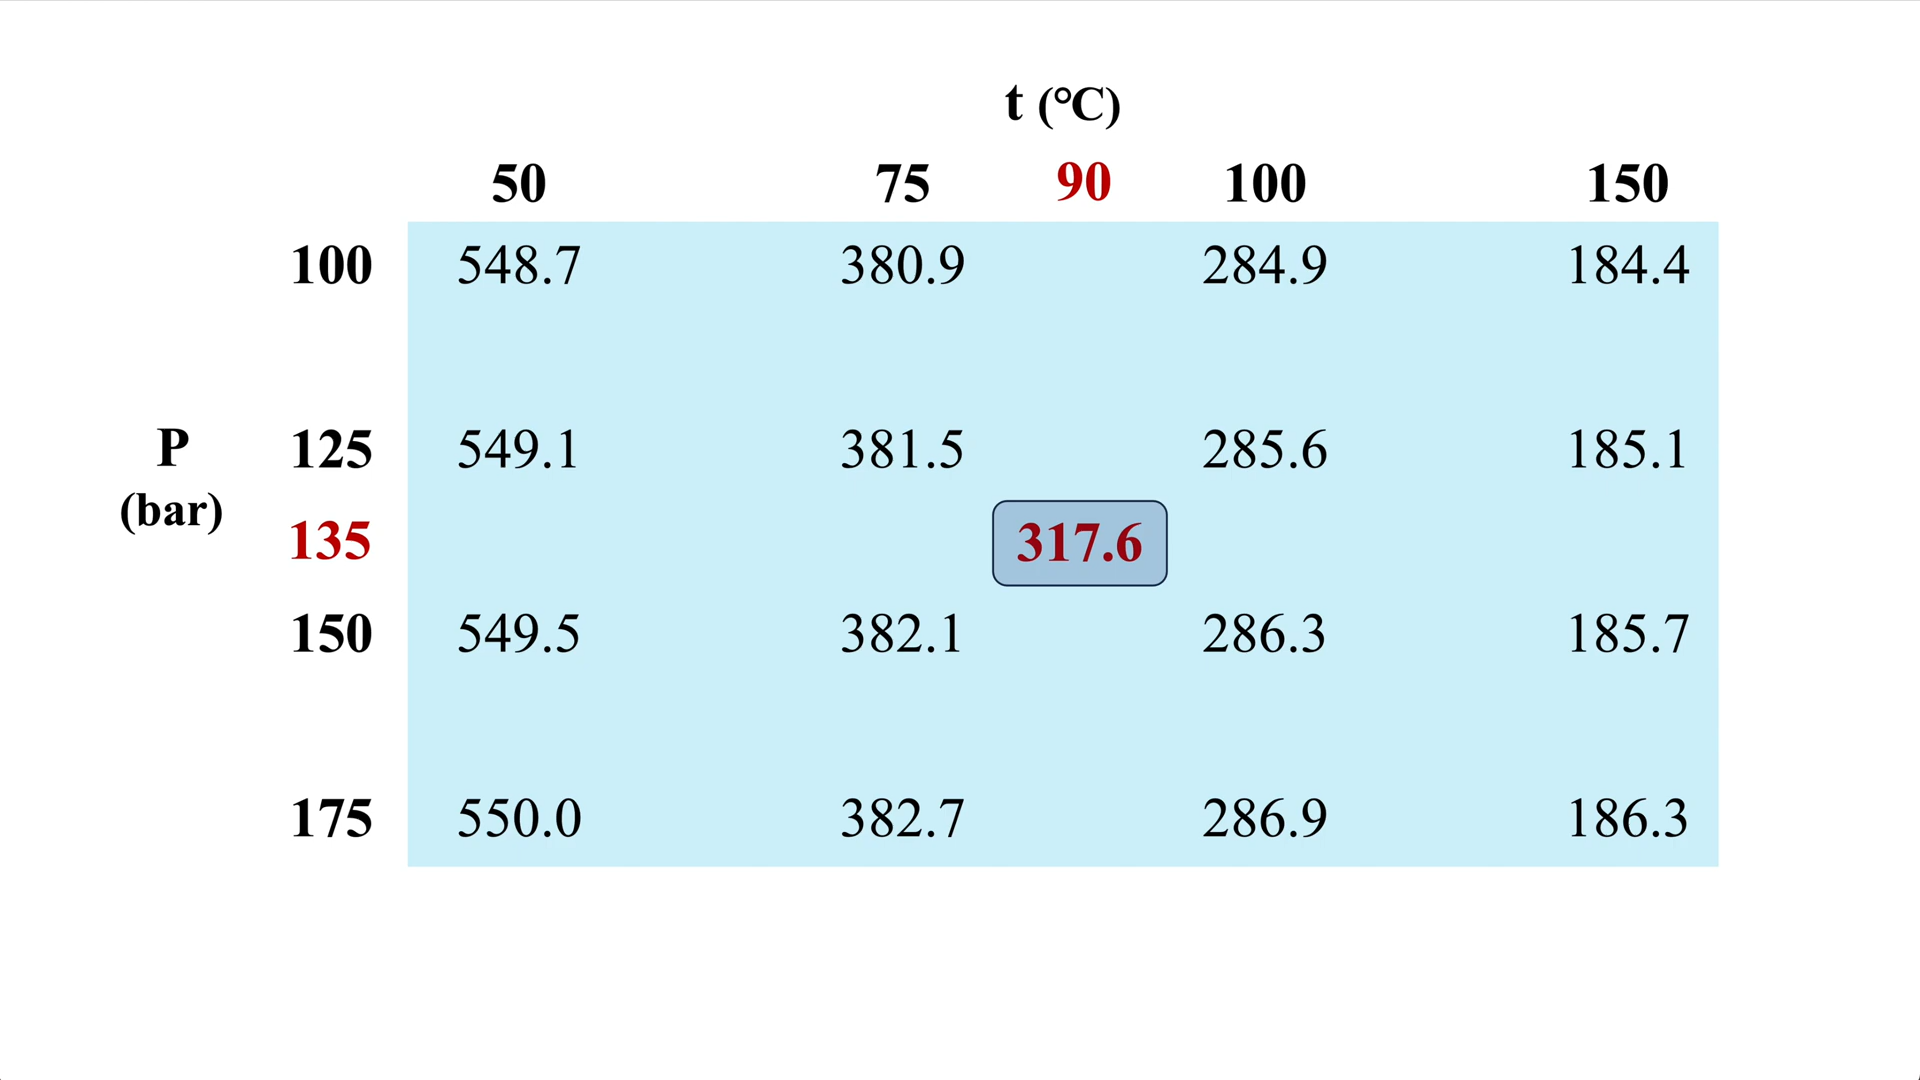 t (°C)
50 75 90 100 150
100 548.7 380.9 284.9 184.4
P 125 549.1 381.5 285.6 185.1
(bar)
135 317.6
150 549.5 382.1 286.3 185.7
175 550.0 382.7 286.9 186.3